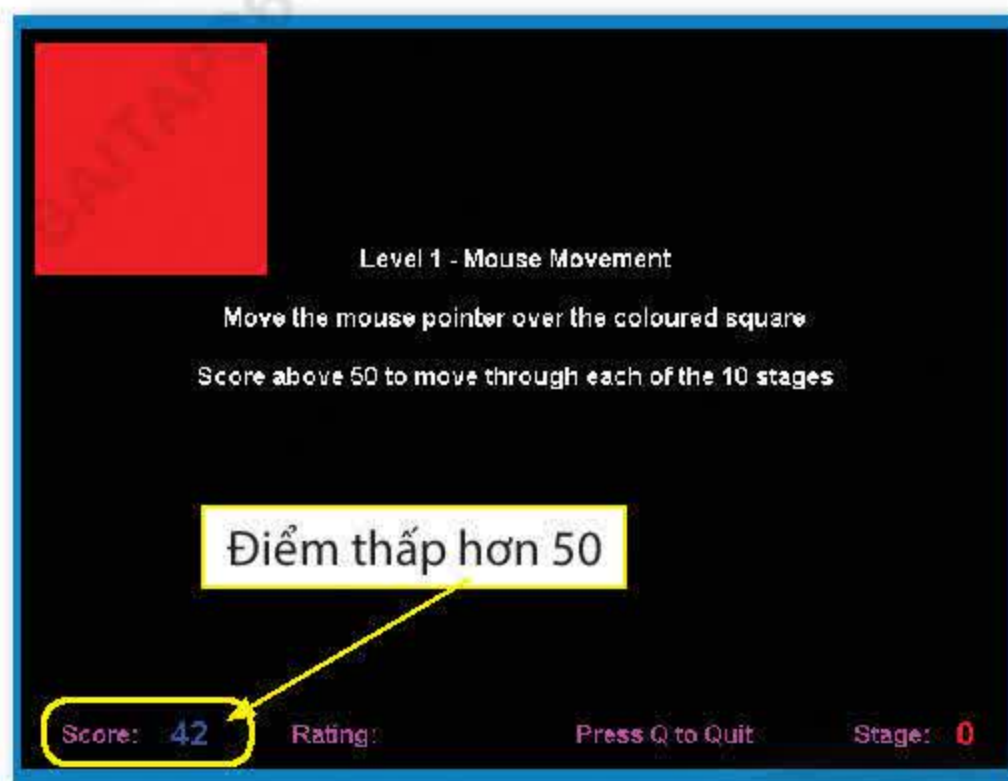 Level 1 - Mouse Movement
Move the mouse pointer over the coloured square
Score above 50 to move through each of the 10 stages
Điểm thấp hơn 50
Score: 42 Rating: Press Q to Quit Stage: 0